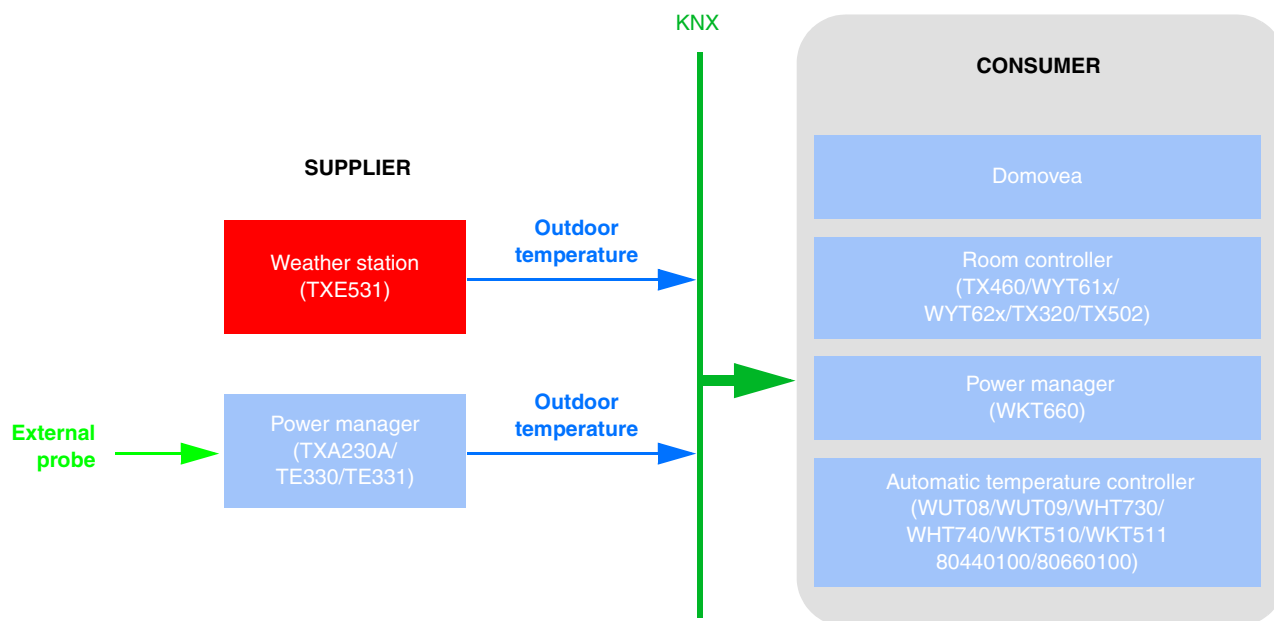 KNX
SUPPLIER
Weather station
(TXE531)
Outdoor
temperature
External
probe
Power manager
(TXA230A/
TE330/TE331)
Outdoor
temperature
CONSUMER
Domovea
Room controller
(TX460/WYT61x/
WYT62x/TX320/TX502)
Power manager
(WKT660)
Automatic temperature controller
(WUT08/WUT09/WHT730/
WHT740/WKT510/WKT511
80440100/80660100)